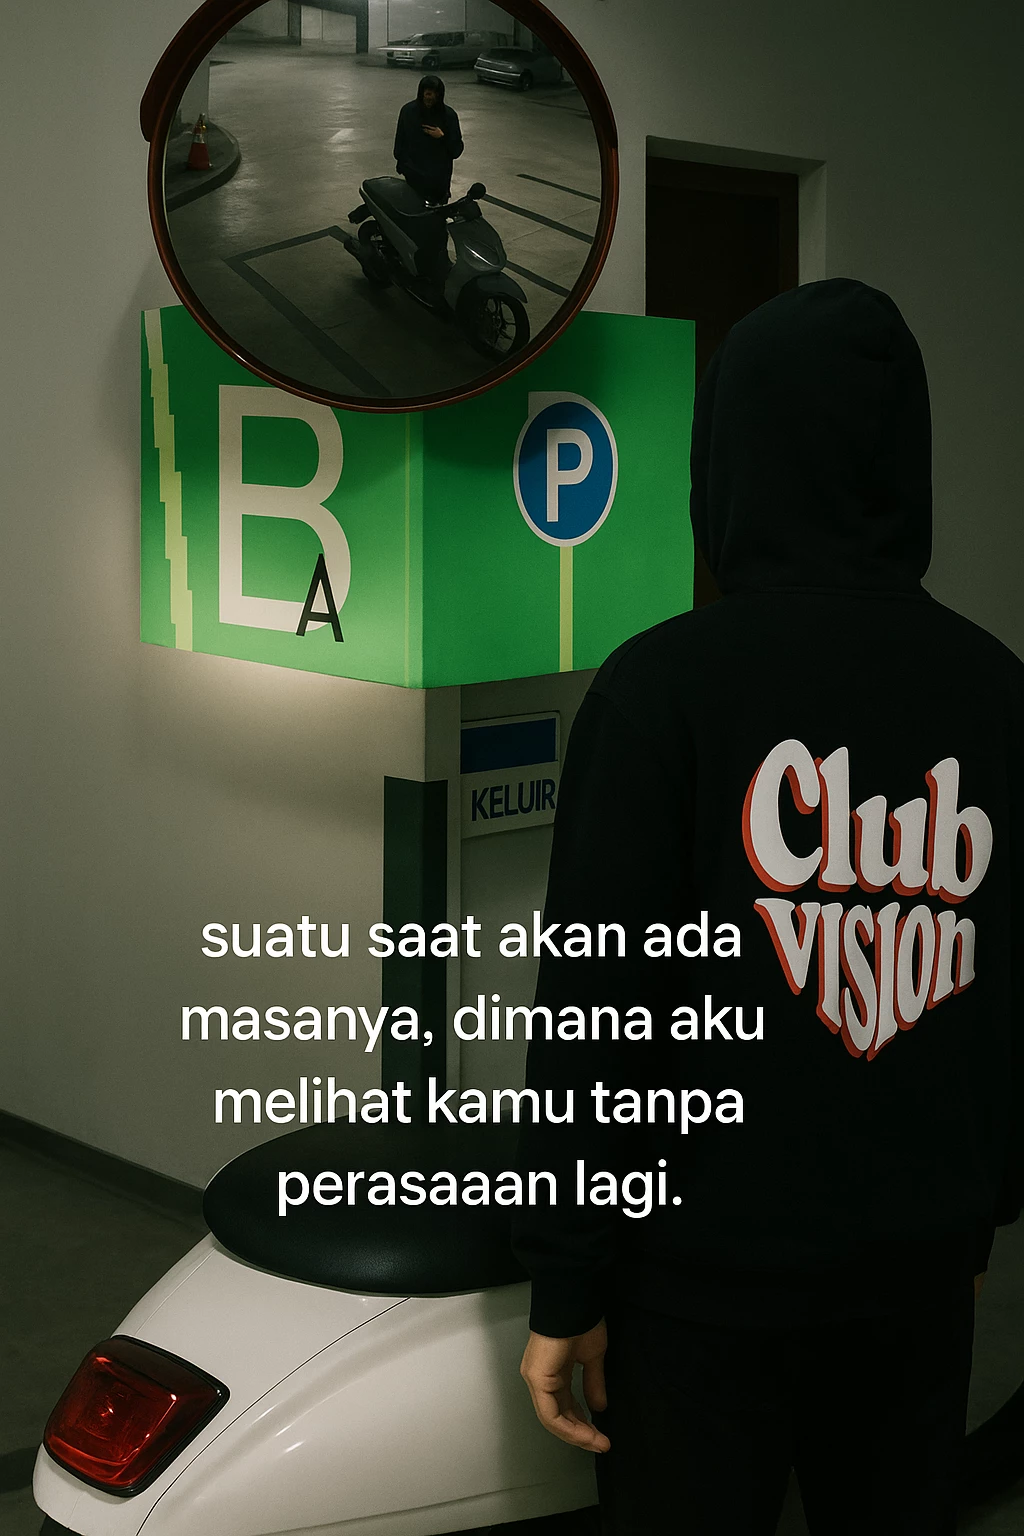 B
A
P
KELUIR
Club
vision
suatu saat akan ada
masanya, dimana aku
melihat kamu tanpa
perasaaan lagi.